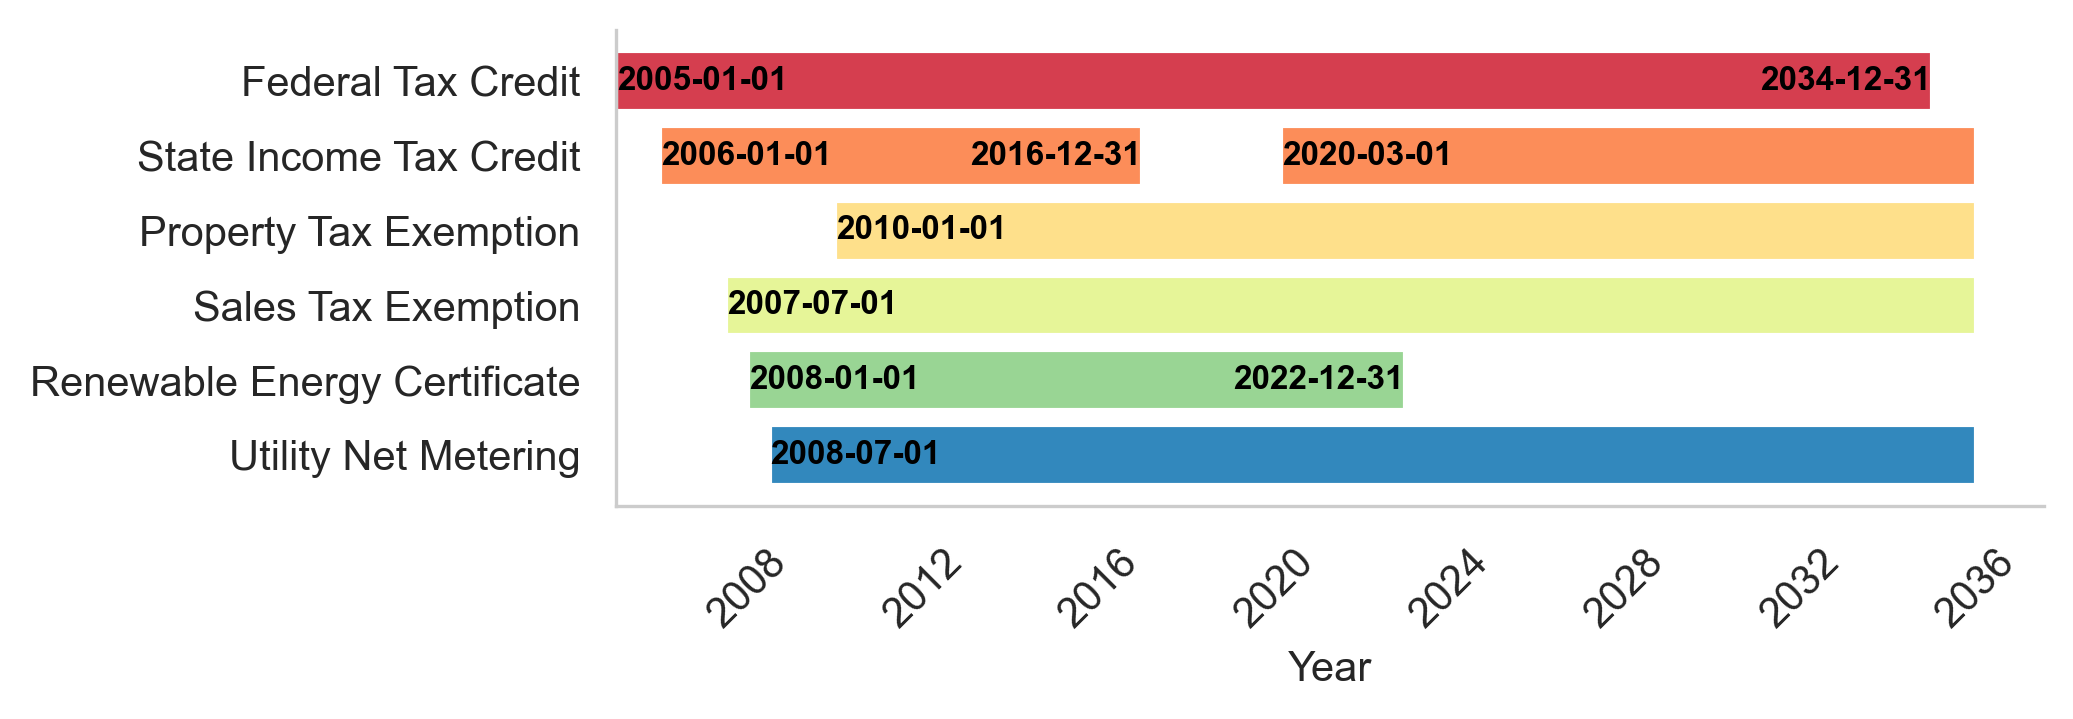 Federal Tax Credit 2005-01-01 2034-12-31
State Income Tax Credit 2006-01-01 2016-12-31 2020-03-01
Property Tax Exemption 2010-01-01
Sales Tax Exemption 2007-07-01
Renewable Energy Certificate 2008-01-01 2022-12-31
Utility Net Metering 2008-07-01
2008 2012 2016 2020 2024 2028 2032 2036
Year